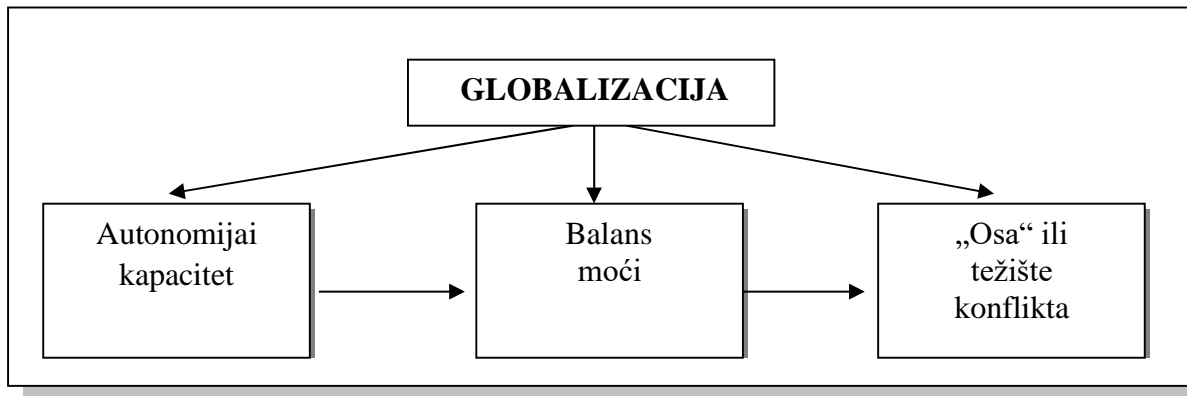 GLOBALIZACIJA
Autonomijai
kapacitet
Balans
moći
„Osa“ ili
težište
konflikta